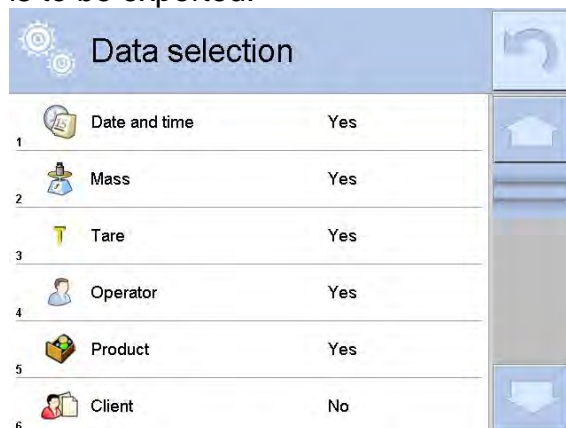 is to be exported.
Data selection
1 Date and time Yes
2 Mass Yes
3 Tare Yes
4 Operator Yes
5 Product Yes
6 Client No